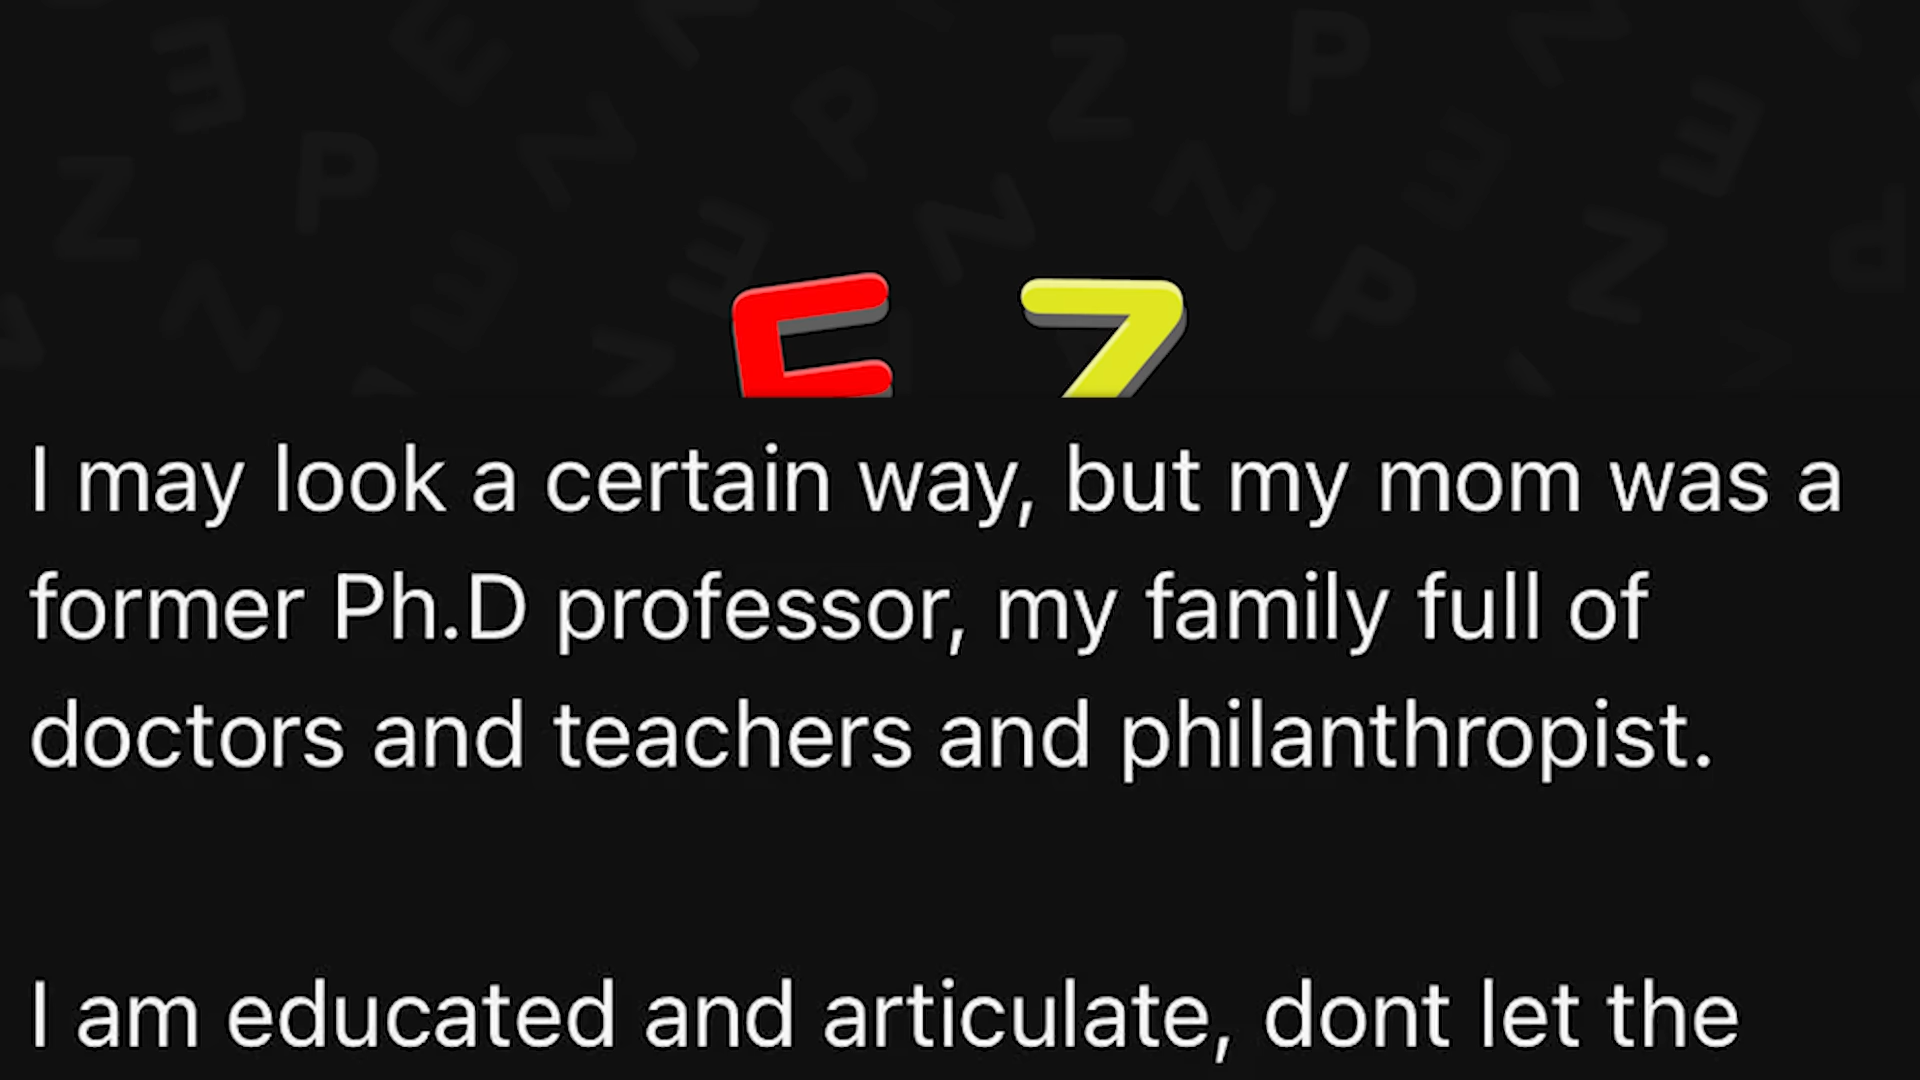 E Z
I may look a certain way, but my mom was a
former Ph.D professor, my family full of
doctors and teachers and philanthropist.
I am educated and articulate, dont let the